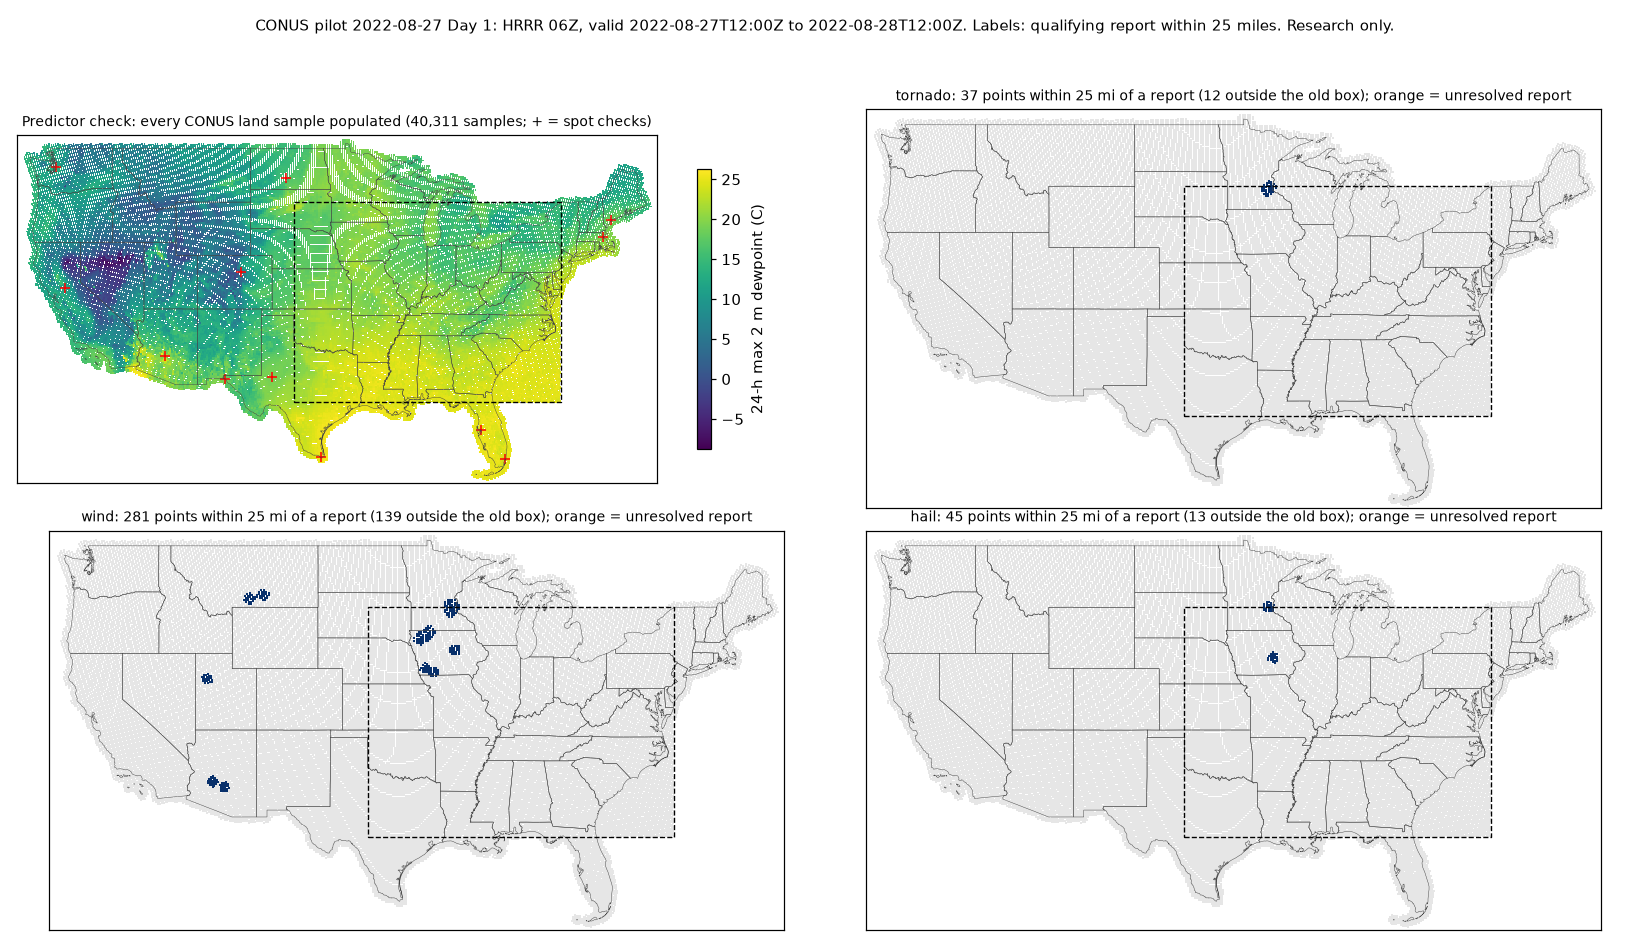 CONUS pilot 2022-08-27 Day 1: HRRR 06Z, valid 2022-08-27T12:00Z to 2022-08-28T12:00Z. Labels: qualifying report within 25 miles. Research only.
Predictor check: every CONUS land sample populated (40,311 samples; + = spot checks)
25
20
15
10
5
0
−5
24-h max 2 m dewpoint (C)
tornado: 37 points within 25 mi of a report (12 outside the old box); orange = unresolved report
wind: 281 points within 25 mi of a report (139 outside the old box); orange = unresolved report
hail: 45 points within 25 mi of a report (13 outside the old box); orange = unresolved report